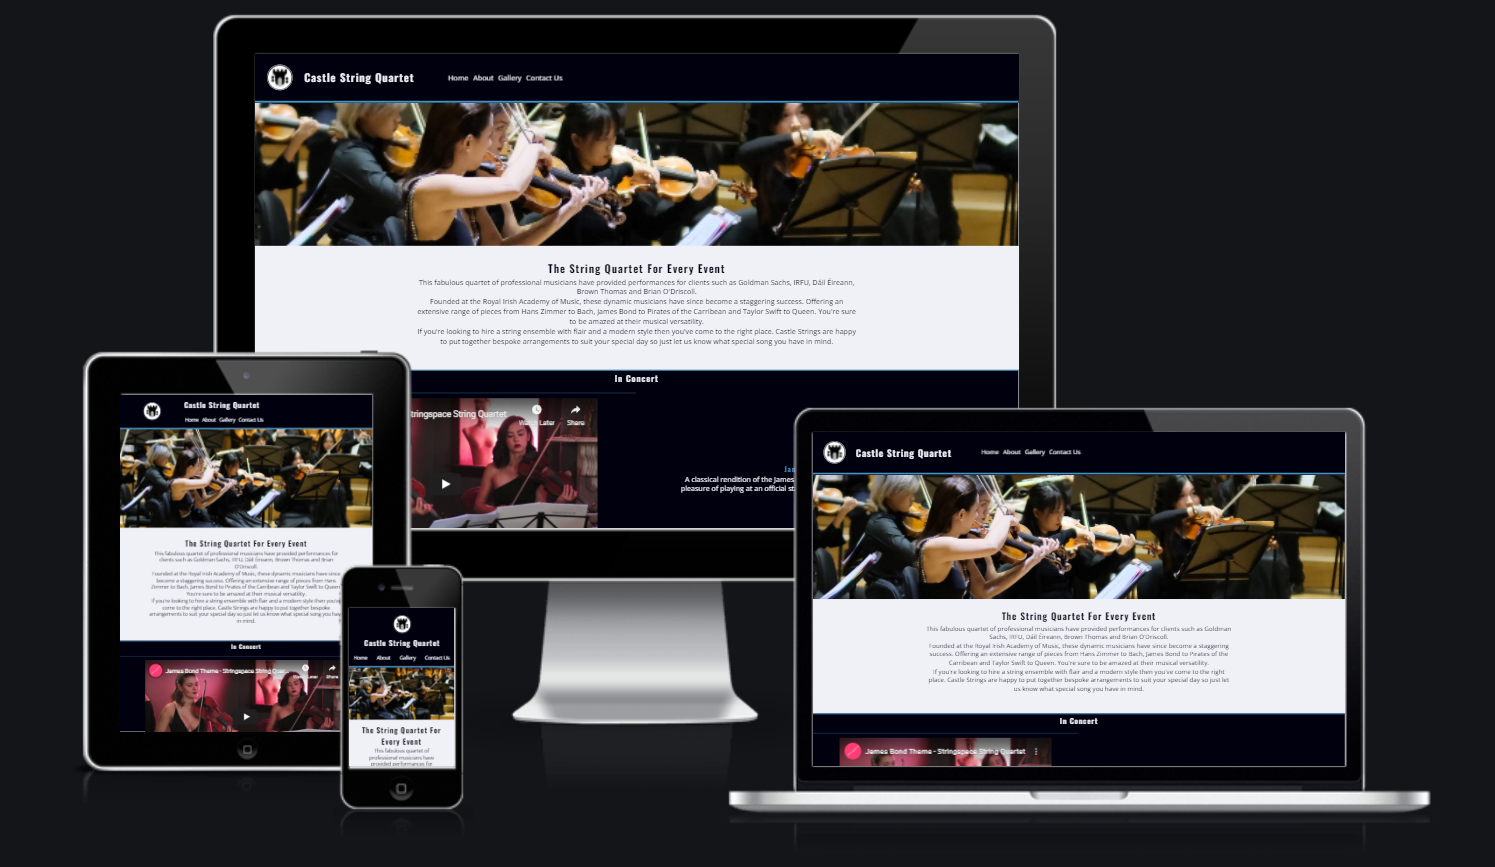 Castle String Quartet
Home About Gallery Contact Us
The String Quartet For Every Event
This fabulous quartet of professional musicians have provided performances for clients such as Goldman Sachs, IRFU, Dáil Éireann,
Brown Thomas and Brian O'Driscoll.
Founded at the Royal Irish Academy of Music, these dynamic musicians have since become a staggering success. Offering an
extensive range of pieces from Hans Zimmer to Bach, James Bond to Pirates of the Carribean and Taylor Swift to Queen. You're sure
to be amazed at their musical versatility.
If you're looking to hire a string ensemble with flair and a modern style then you've come to the right place. Castle Strings are happy
to put together bespoke arrangements to suit your special day so just let us know what special song you have in mind.
In Concert
tringspace String Quartet
Watch Later Share
Jam
A classical rendition of the James
pleasure of playing at an official st
Castle String Quartet
Home About Gallery Contact Us
The String Quartet For Every Event
This fabulous quartet of professional musicians have provided performances for
clients such as Goldman Sachs, IRFU, Dáil Éireann, Brown Thomas and Brian
O'Driscoll.
Founded at the Royal Irish Academy of Music, these dynamic musicians have since
become a staggering success. Offering an extensive range of pieces from Hans
Zimmer to Bach, James Bond to Pirates of the Carribean and Taylor Swift to Queen.
You're sure to be amazed at their musical versatility.
If you're looking to hire a string ensemble with flair and a modern style then you've
come to the right place. Castle Strings are happy to put together bespoke
arrangements to suit your special day so just let us know what special song you have
in mind.
In Concert
James Bond Theme - Stringspace String Quar
Watch Later Share
Castle String Quartet
Home About Gallery Contact Us
The String Quartet For
Every Event
This fabulous quartet of
professional musicians have
provided performances for
Castle String Quartet
Home About Gallery Contact Us
The String Quartet For Every Event
This fabulous quartet of professional musicians have provided performances for clients such as Goldman
Sachs, IRFU, Dáil Éireann, Brown Thomas and Brian O'Driscoll.
Founded at the Royal Irish Academy of Music, these dynamic musicians have since become a staggering
success. Offering an extensive range of pieces from Hans Zimmer to Bach, James Bond to Pirates of the
Carribean and Taylor Swift to Queen. You're sure to be amazed at their musical versatility.
If you're looking to hire a string ensemble with flair and a modern style then you've come to the right
place. Castle Strings are happy to put together bespoke arrangements to suit your special day so just let
us know what special song you have in mind.
In Concert
James Bond Theme - Stringspace String Quartet